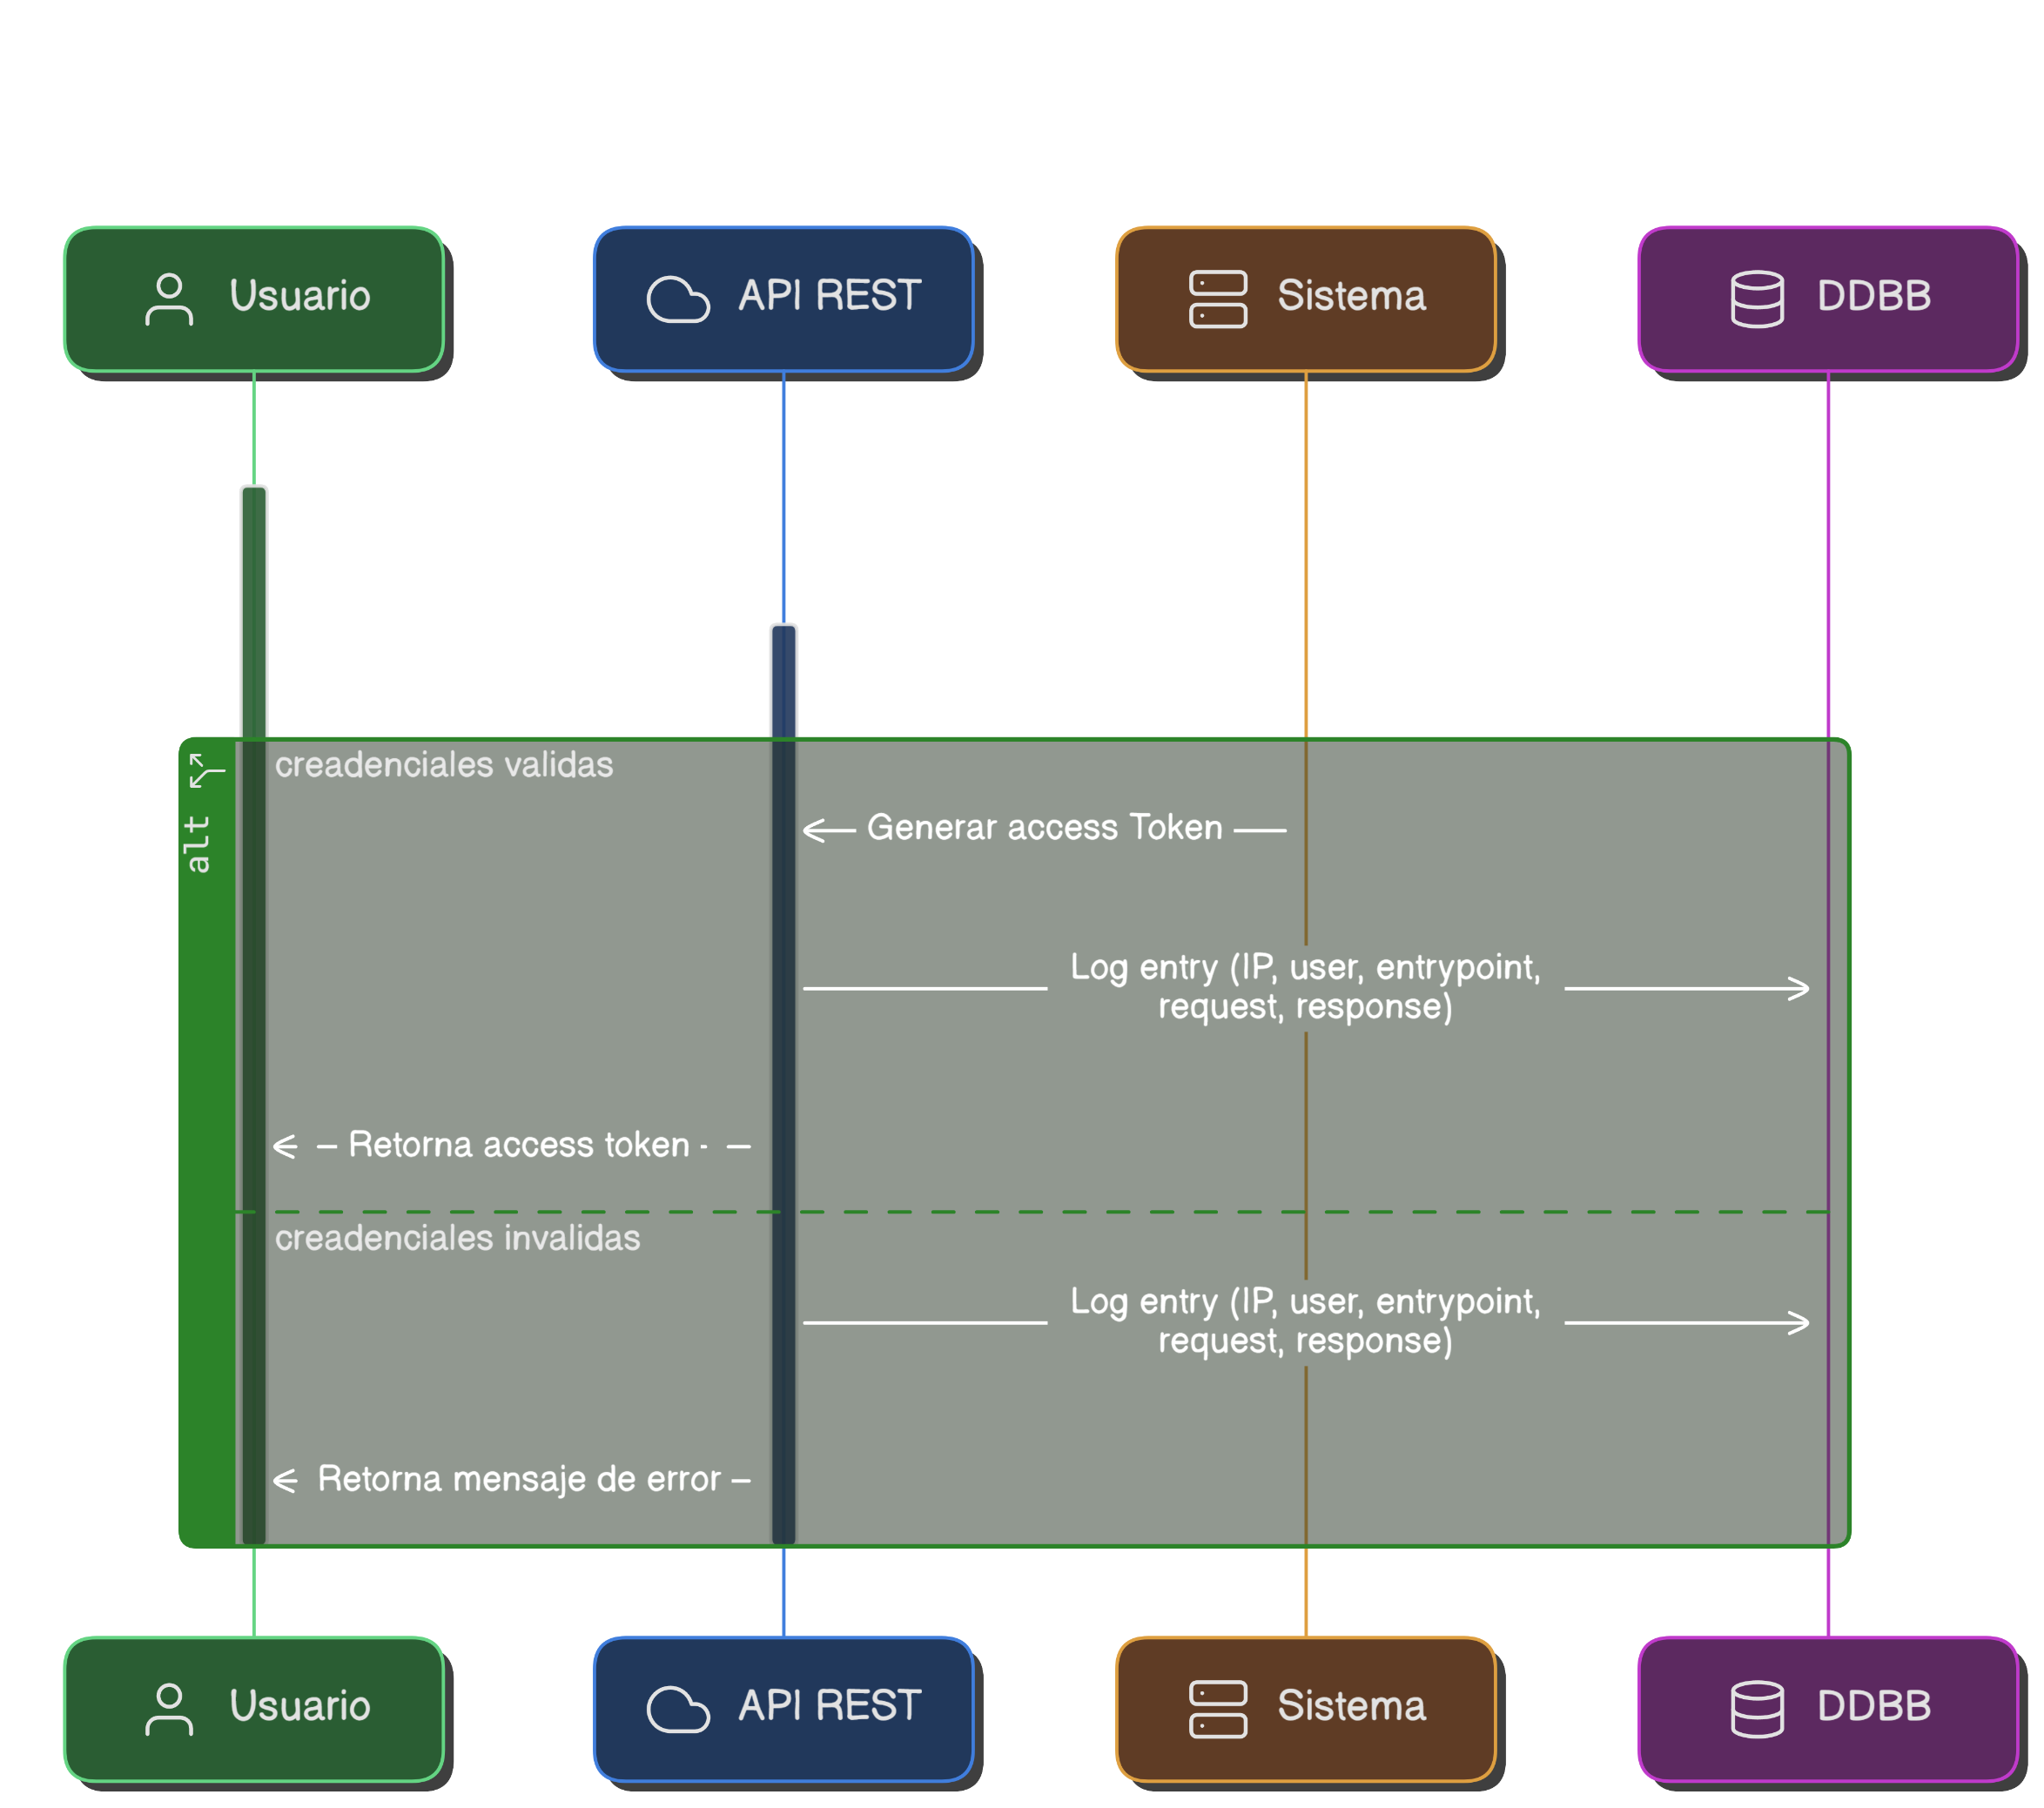 Usuario
API REST
Sistema
DDBB
alt
creadenciales validas
Generar access Token
Log entry (IP, user, entrypoint,
request, response)
Retorna access token
creadenciales invalidas
Log entry (IP, user, entrypoint,
request, response)
Retorna mensaje de error
Usuario
API REST
Sistema
DDBB